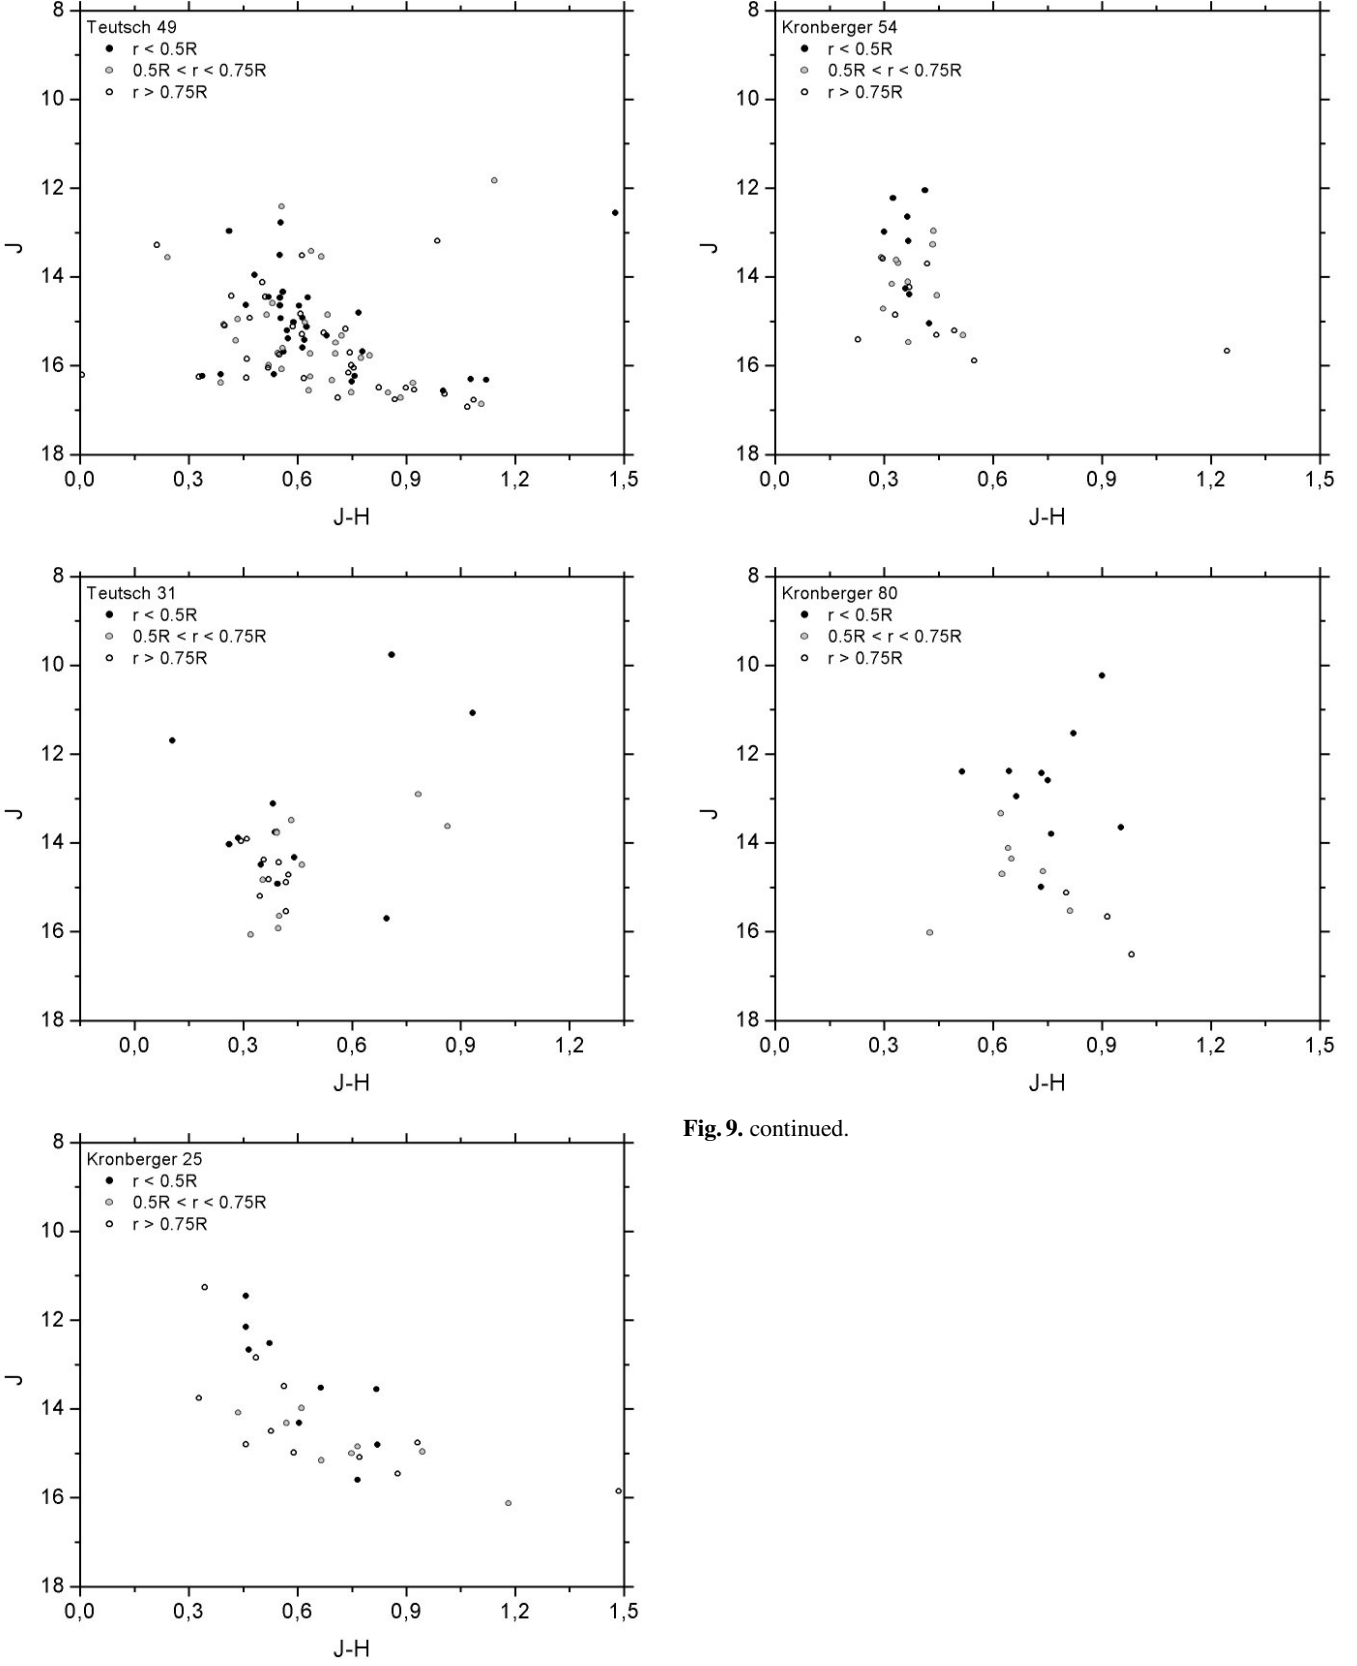 8
10
12
14
16
18
J
Teutsch 49
r < 0.5R
0.5R < r < 0.75R
r > 0.75R
0,0 0,3 0,6 0,9 1,2 1,5
J-H
8
10
12
14
16
18
J
Kronberger 54
r < 0.5R
0.5R < r < 0.75R
r > 0.75R
0,0 0,3 0,6 0,9 1,2 1,5
J-H
8
10
12
14
16
18
J
Teutsch 31
r < 0.5R
0.5R < r < 0.75R
r > 0.75R
0,0 0,3 0,6 0,9 1,2
J-H
8
10
12
14
16
18
J
Kronberger 80
r < 0.5R
0.5R < r < 0.75R
r > 0.75R
0,0 0,3 0,6 0,9 1,2 1,5
J-H
Fig. 9. continued.
8
10
12
14
16
18
J
Kronberger 25
r < 0.5R
0.5R < r < 0.75R
r > 0.75R
0,0 0,3 0,6 0,9 1,2 1,5
J-H